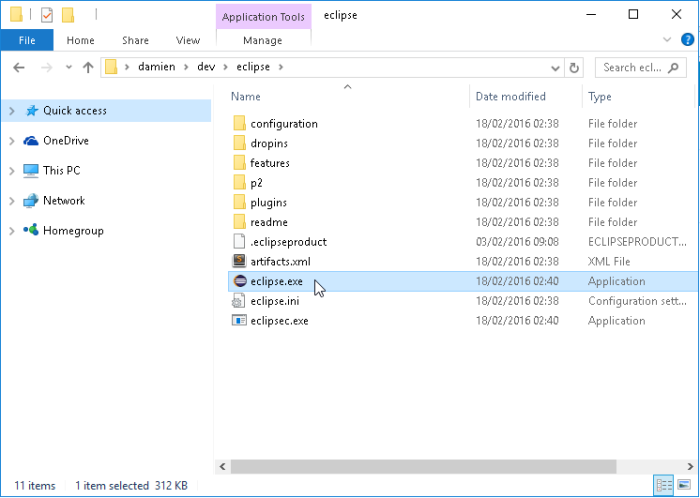 Application Tools eclipse
File Home Share View Manage
damien dev eclipse Search ecl...
Name Date modified Type
Quick access
OneDrive
This PC
Network
Homegroup
configuration 18/02/2016 02:38 File folder
dropins 18/02/2016 02:38 File folder
features 18/02/2016 02:38 File folder
p2 18/02/2016 02:38 File folder
plugins 18/02/2016 02:38 File folder
readme 18/02/2016 02:38 File folder
.eclipseproduct 03/02/2016 09:08 ECLIPSEPRODUCT...
artifacts.xml 18/02/2016 02:38 XML File
eclipse.exe 18/02/2016 02:40 Application
eclipse.ini 18/02/2016 02:38 Configuration sett...
eclipsec.exe 18/02/2016 02:40 Application
11 items 1 item selected 312 KB